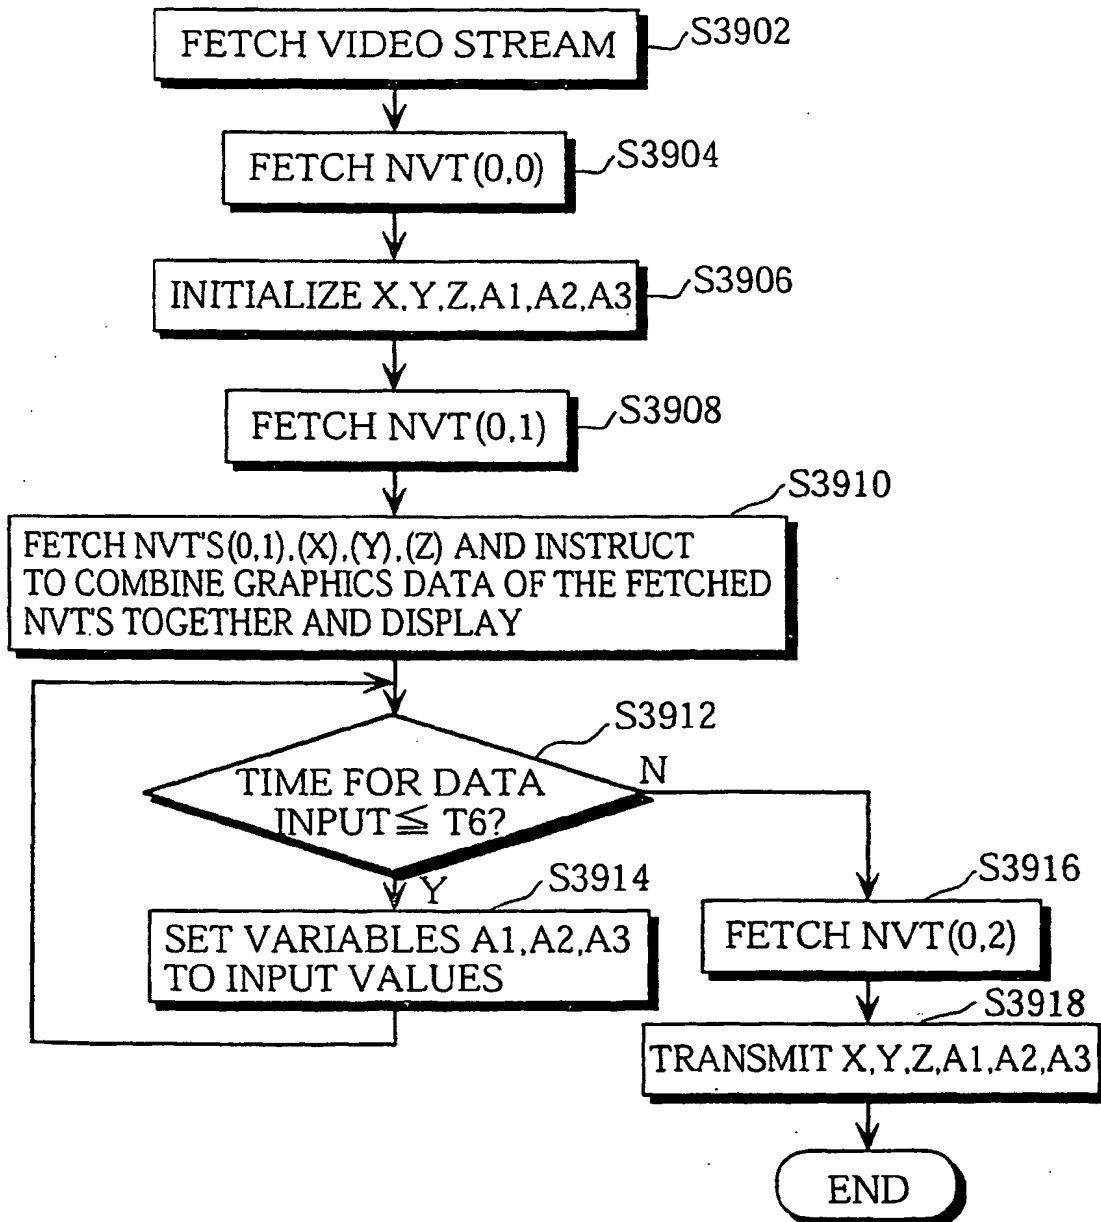 FETCH VIDEO STREAM
S3902
FETCH NVT(0,0)
S3904
INITIALIZE X,Y,Z,A1,A2,A3
S3906
FETCH NVT(0,1)
S3908
S3910
FETCH NVT'S(0,1),(X),(Y),(Z) AND INSTRUCT
TO COMBINE GRAPHICS DATA OF THE FETCHED
NVT'S TOGETHER AND DISPLAY
S3912
TIME FOR DATA
INPUT≦ T6?
N
Y
S3914
SET VARIABLES A1,A2,A3
TO INPUT VALUES
S3916
FETCH NVT(0,2)
S3918
TRANSMIT X,Y,Z,A1,A2,A3
END